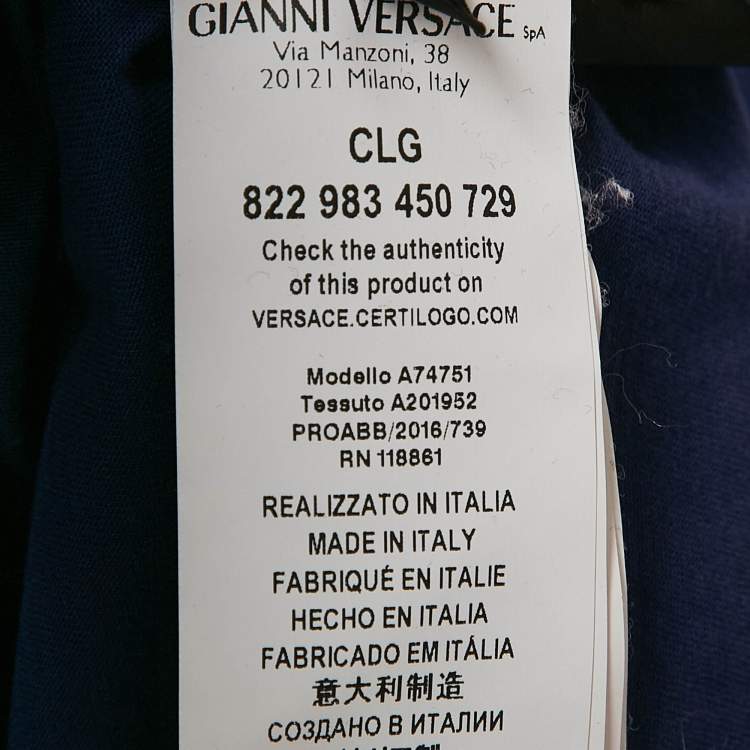 GIANNI VERSACE SpA
Via Manzoni, 38
20121 Milano, Italy
CLG
822 983 450 729
Check the authenticity
of this product on
VERSACE.CERTILOGO.COM
Modello A74751
Tessuto A201952
PROABB/2016/739
RN 118861
REALIZZATO IN ITALIA
MADE IN ITALY
FABRIQUÉ EN ITALIE
HECHO EN ITALIA
FABRICADO EM ITÁLIA
意大利制造
СОЗДАНО В ИТАЛИИ